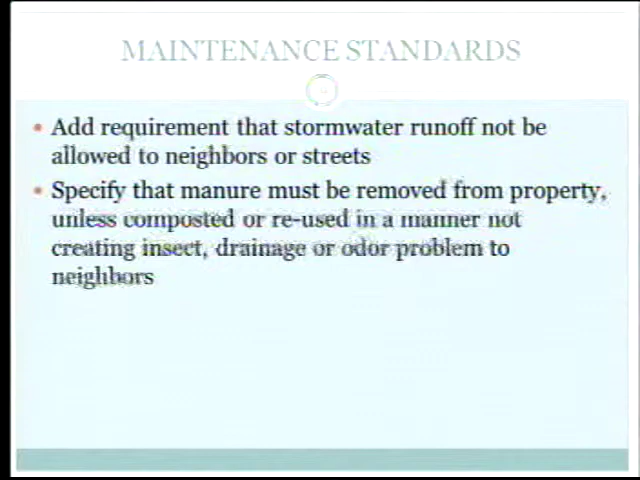 MAINTENANCE STANDARDS
• Add requirement that stormwater runoff not be
allowed to neighbors or streets
• Specify that manure must be removed from property,
unless composted or re-used in a manner not
creating insect, drainage or odor problem to
neighbors